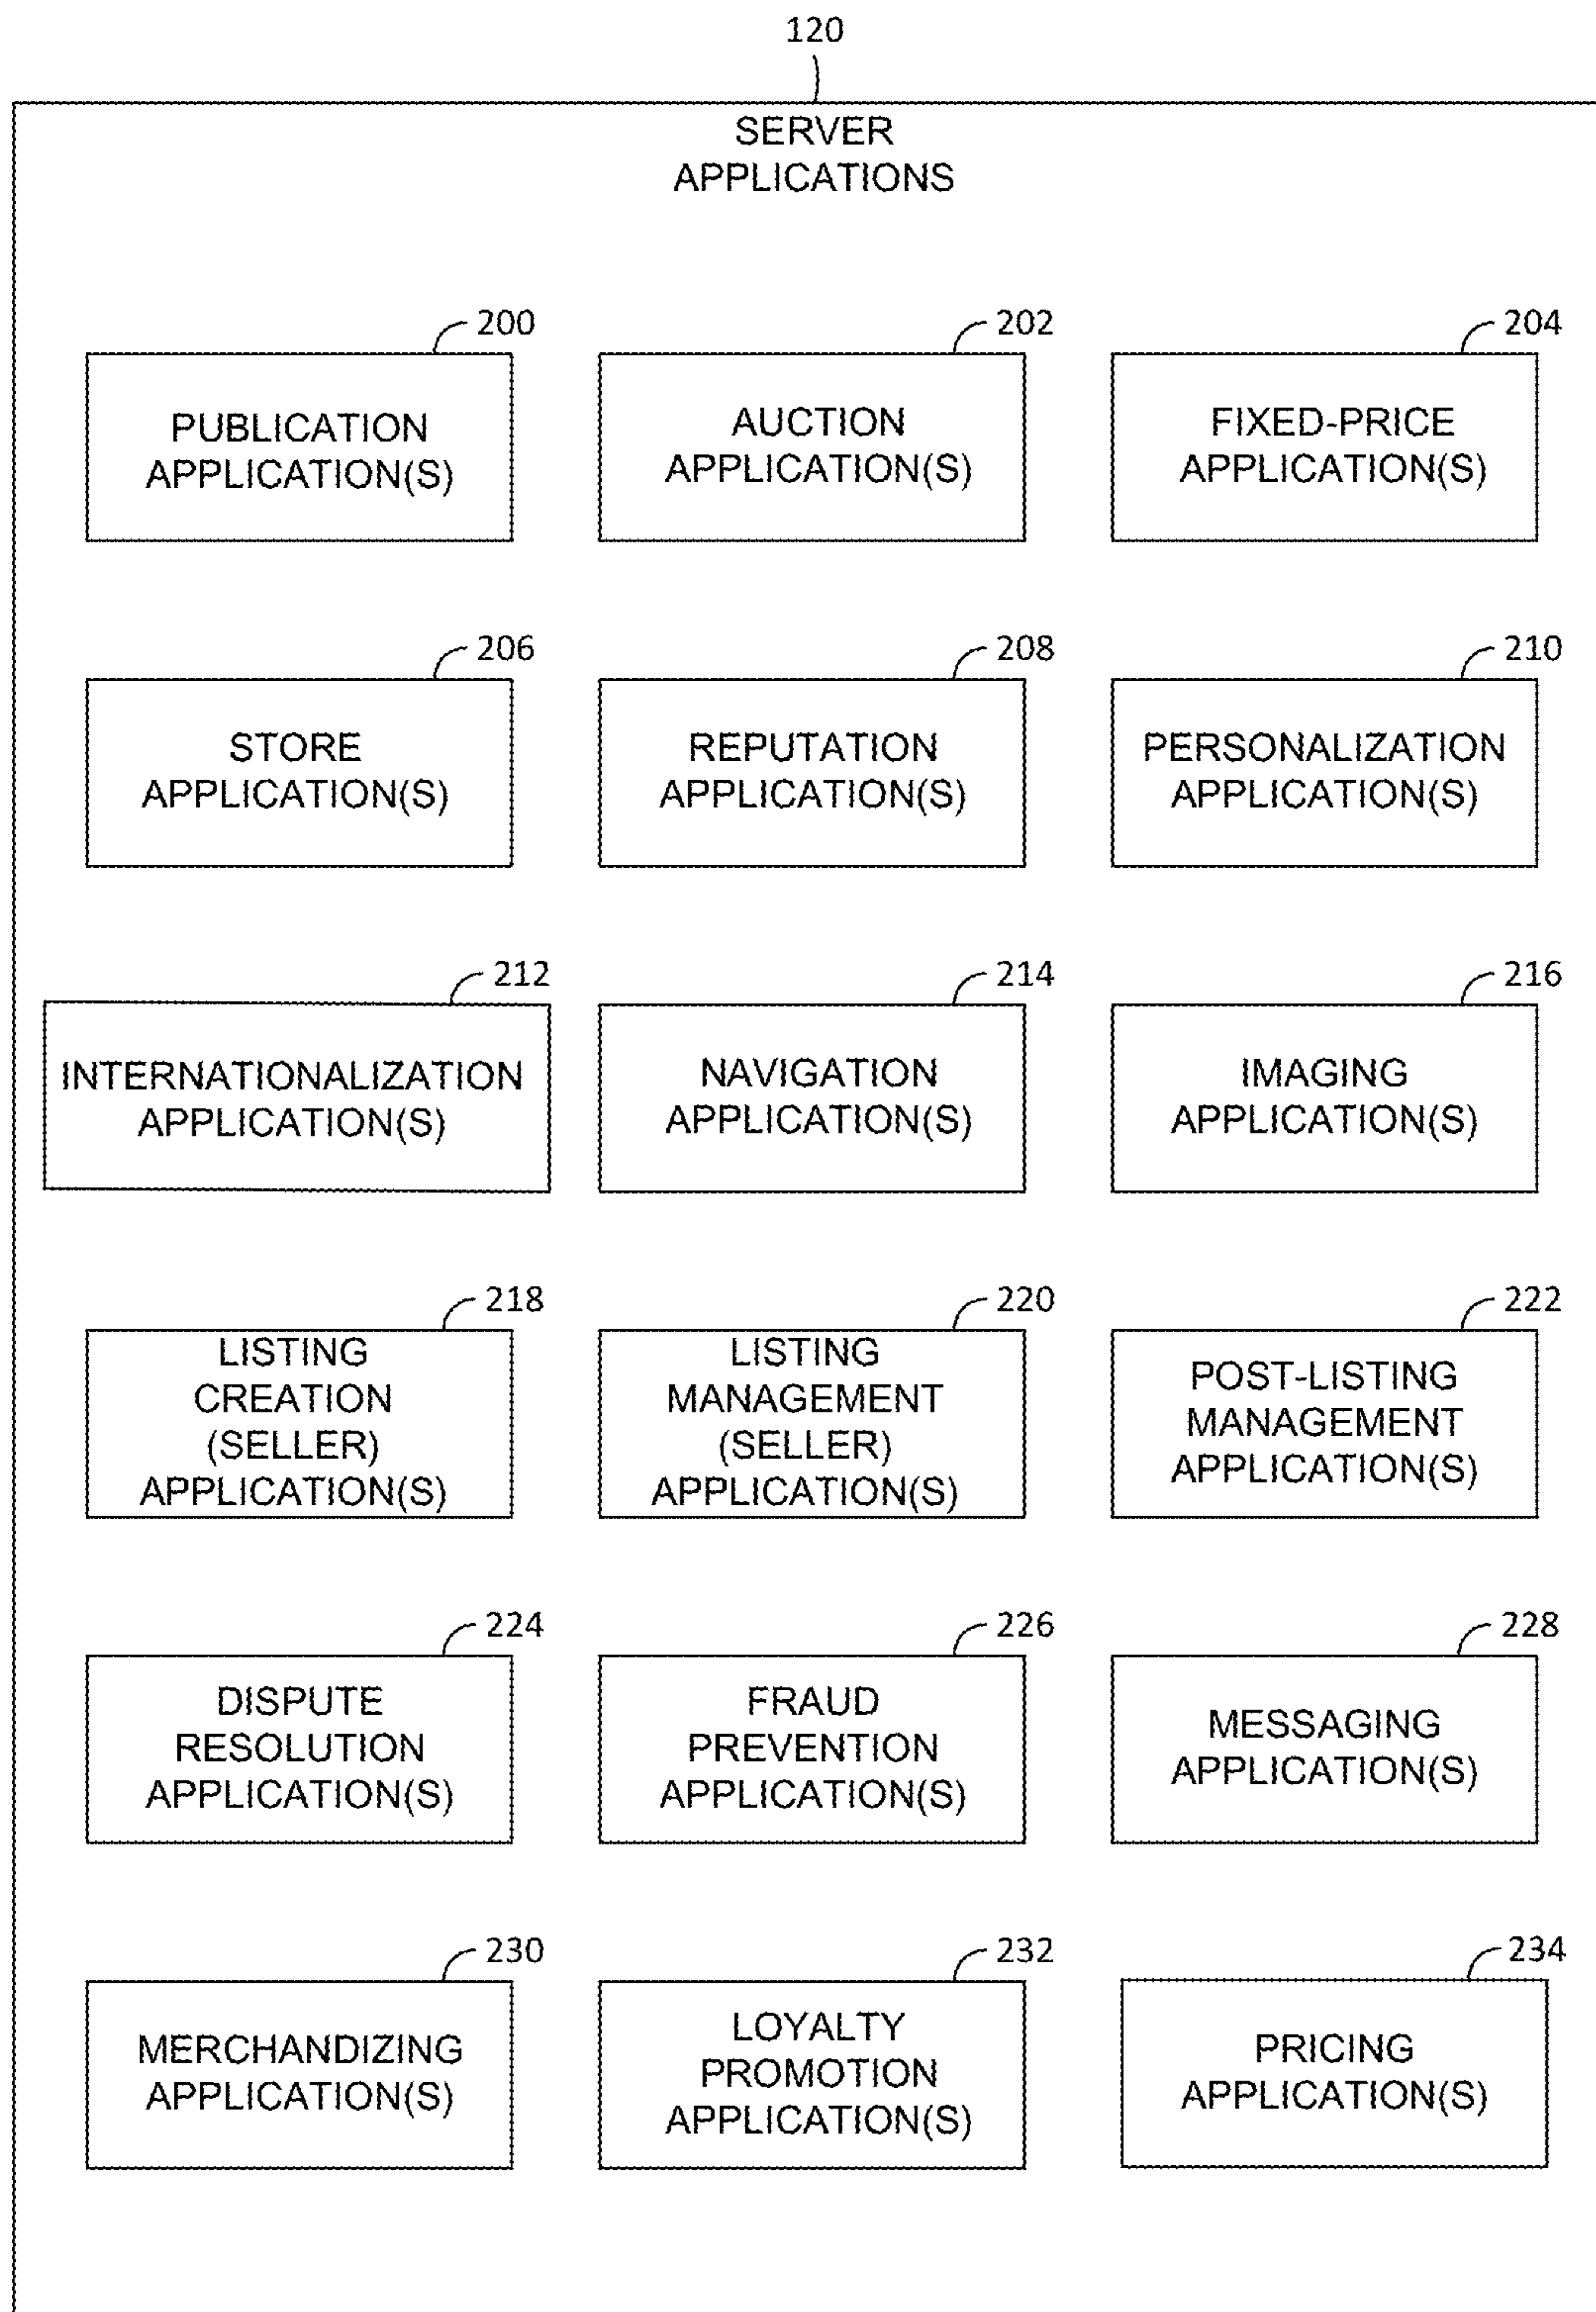 120
SERVER
APPLICATIONS
200
PUBLICATION
APPLICATION(S)
202
AUCTION
APPLICATION(S)
204
FIXED-PRICE
APPLICATION(S)
206
STORE
APPLICATION(S)
208
REPUTATION
APPLICATION(S)
210
PERSONALIZATION
APPLICATION(S)
212
INTERNATIONALIZATION
APPLICATION(S)
214
NAVIGATION
APPLICATION(S)
216
IMAGING
APPLICATION(S)
218
LISTING
CREATION
(SELLER)
APPLICATION(S)
220
LISTING
MANAGEMENT
(SELLER)
APPLICATION(S)
222
POST-LISTING
MANAGEMENT
APPLICATION(S)
224
DISPUTE
RESOLUTION
APPLICATION(S)
226
FRAUD
PREVENTION
APPLICATION(S)
228
MESSAGING
APPLICATION(S)
230
MERCHANDIZING
APPLICATION(S)
232
LOYALTY
PROMOTION
APPLICATION(S)
234
PRICING
APPLICATION(S)